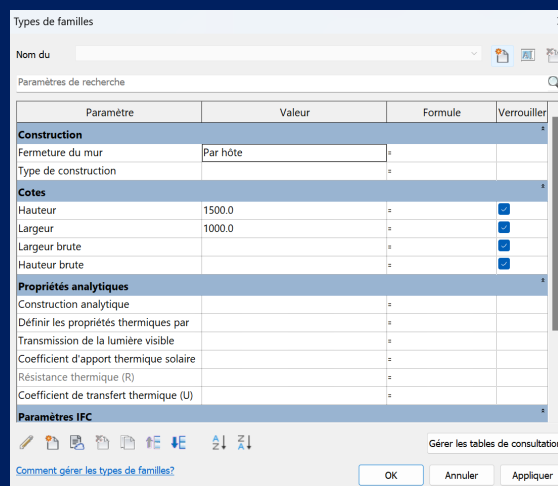 Types de familles
Nom du
Paramètres de recherche
Paramètre Valeur Formule Verrouiller
Construction
Fermeture du mur Par hôte =
Type de construction =
Cotes
Hauteur 1500.0 =
Largeur 1000.0 =
Largeur brute =
Hauteur brute =
Propriétés analytiques
Construction analytique =
Définir les propriétés thermiques par =
Transmission de la lumière visible =
Coefficient d'apport thermique solaire =
Résistance thermique (R) =
Coefficient de transfert thermique (U) =
Paramètres IFC
Gérer les tables de consultation
Comment gérer les types de familles?
OK Annuler Appliquer